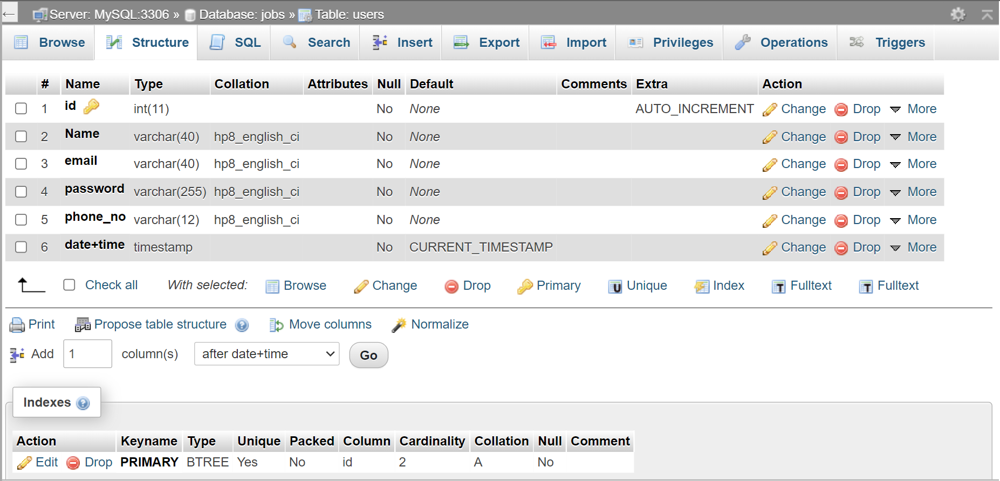 Server: MySQL:3306 » Database: jobs » Table: users
Browse Structure SQL Search Insert Export Import Privileges Operations Triggers
# Name Type Collation Attributes Null Default Comments Extra Action
1 id int(11) No None AUTO_INCREMENT Change Drop More
2 Name varchar(40) hp8_english_ci No None Change Drop More
3 email varchar(40) hp8_english_ci No None Change Drop More
4 password varchar(255) hp8_english_ci No None Change Drop More
5 phone_no varchar(12) hp8_english_ci No None Change Drop More
6 date+time timestamp No CURRENT_TIMESTAMP Change Drop More
Check all With selected: Browse Change Drop Primary Unique Index Fulltext Fulltext
Print Propose table structure Move columns Normalize
Add 1 column(s) after date+time Go
Indexes
Action Keyname Type Unique Packed Column Cardinality Collation Null Comment
Edit Drop PRIMARY BTREE Yes No id 2 A No